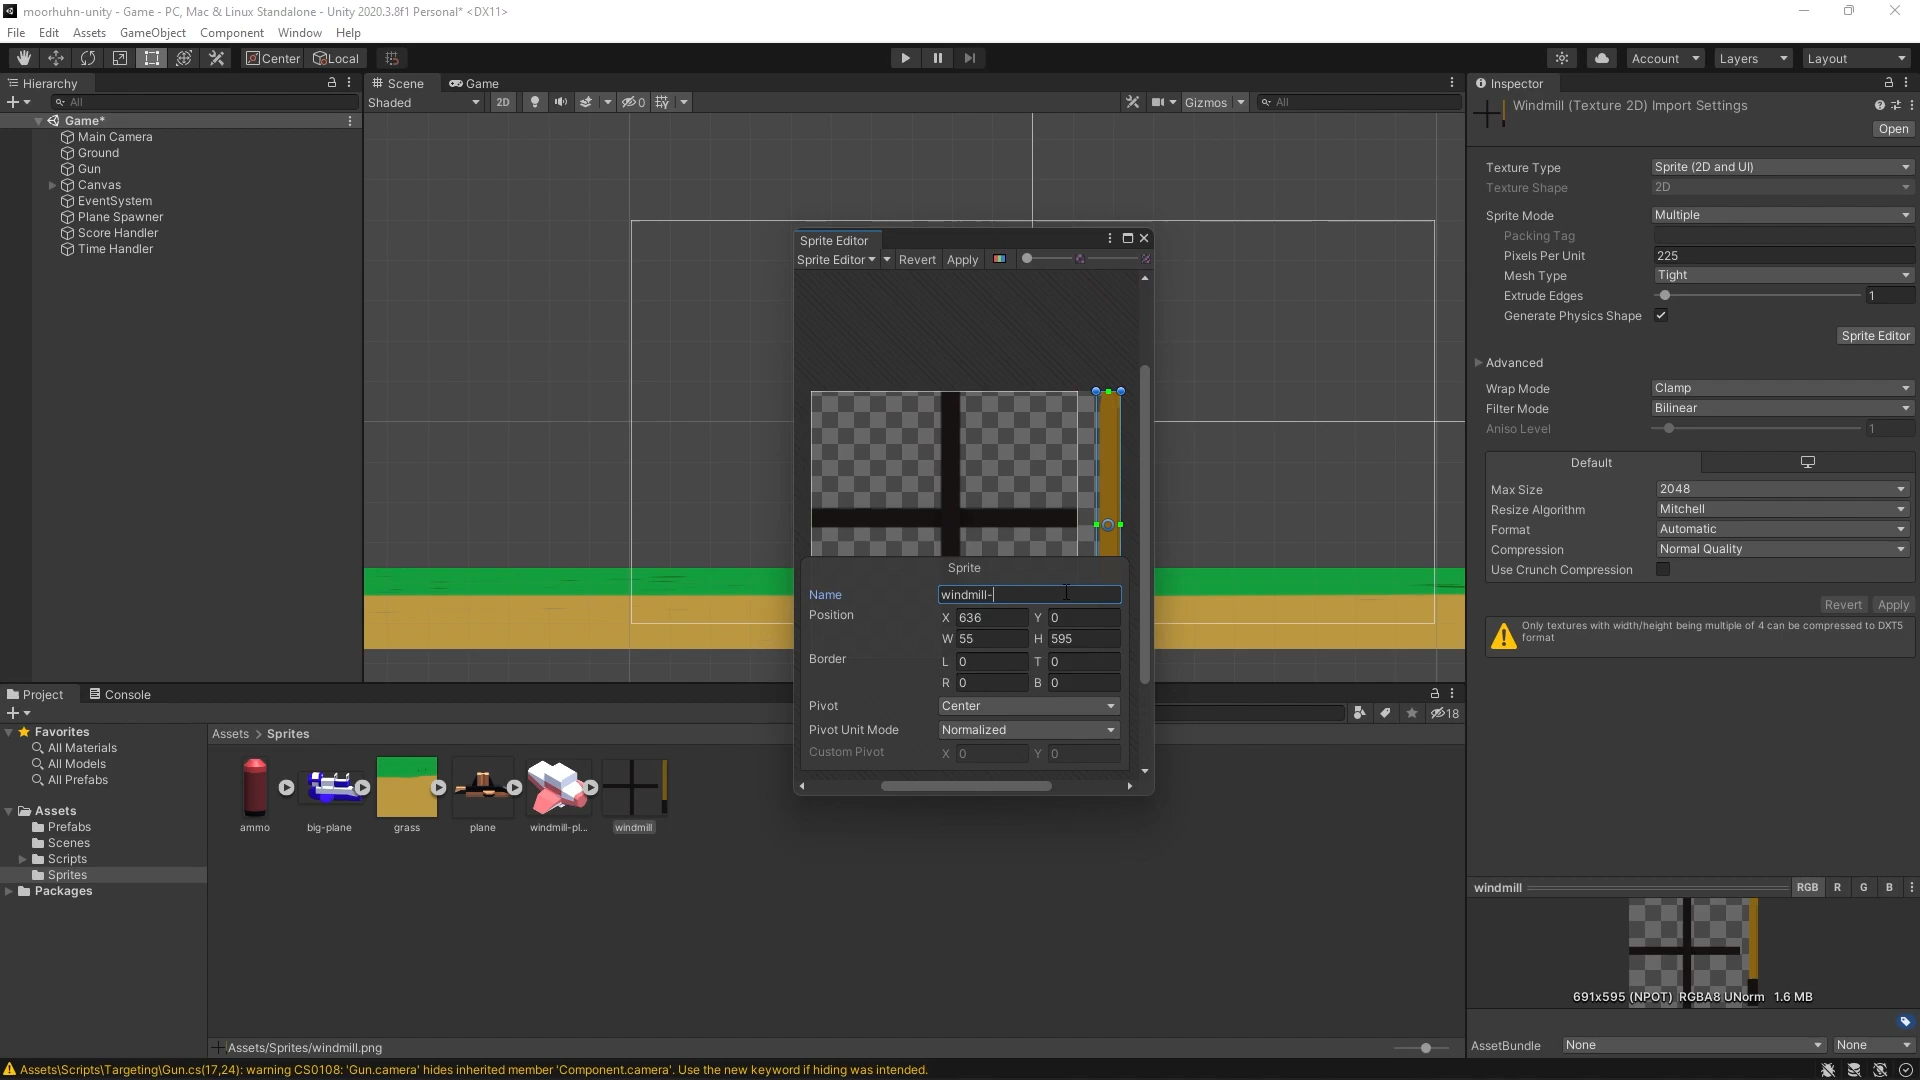 moorhuhn-unity - Game - PC, Mac & Linux Standalone - Unity 2020.3.8f1 Personal* <DX11>
File Edit Assets GameObject Component Window Help
Center Local Account Layers Layout
Hierarchy
All
Game*
Main Camera
Ground
Gun
Canvas
EventSystem
Plane Spawner
Score Handler
Time Handler
Scene Game
Shaded 2D 0 Gizmos All
Sprite Editor
Sprite Editor Revert Apply
Sprite
Name windmill-
Position X 636 Y 0
W 55 H 595
Border L 0 T 0
R 0 B 0
Pivot Center
Pivot Unit Mode Normalized
Custom Pivot X 0 Y 0
Inspector
Windmill (Texture 2D) Import Settings
Open
Texture Type Sprite (2D and UI)
Texture Shape 2D
Sprite Mode Multiple
Packing Tag
Pixels Per Unit 225
Mesh Type Tight
Extrude Edges 1
Generate Physics Shape
Sprite Editor
Advanced
Wrap Mode Clamp
Filter Mode Bilinear
Aniso Level 1
Default
Max Size 2048
Resize Algorithm Mitchell
Format Automatic
Compression Normal Quality
Use Crunch Compression
Revert Apply
Only textures with width/height being multiple of 4 can be compressed to DXT5
format
windmill RGB R G B
691x595 (NPOT) RGBA8 UNorm 1.6 MB
AssetBundle None None
Project Console
18
Favorites
All Materials
All Models
All Prefabs
Assets
Prefabs
Scenes
Scripts
Sprites
Packages
Assets > Sprites
ammo big-plane grass plane windmill-pl... windmill
Assets/Sprites/windmill.png
Assets\Scripts\Targeting\Gun.cs(17,24): warning CS0108: 'Gun.camera' hides inherited member 'Component.camera'. Use the new keyword if hiding was intended.